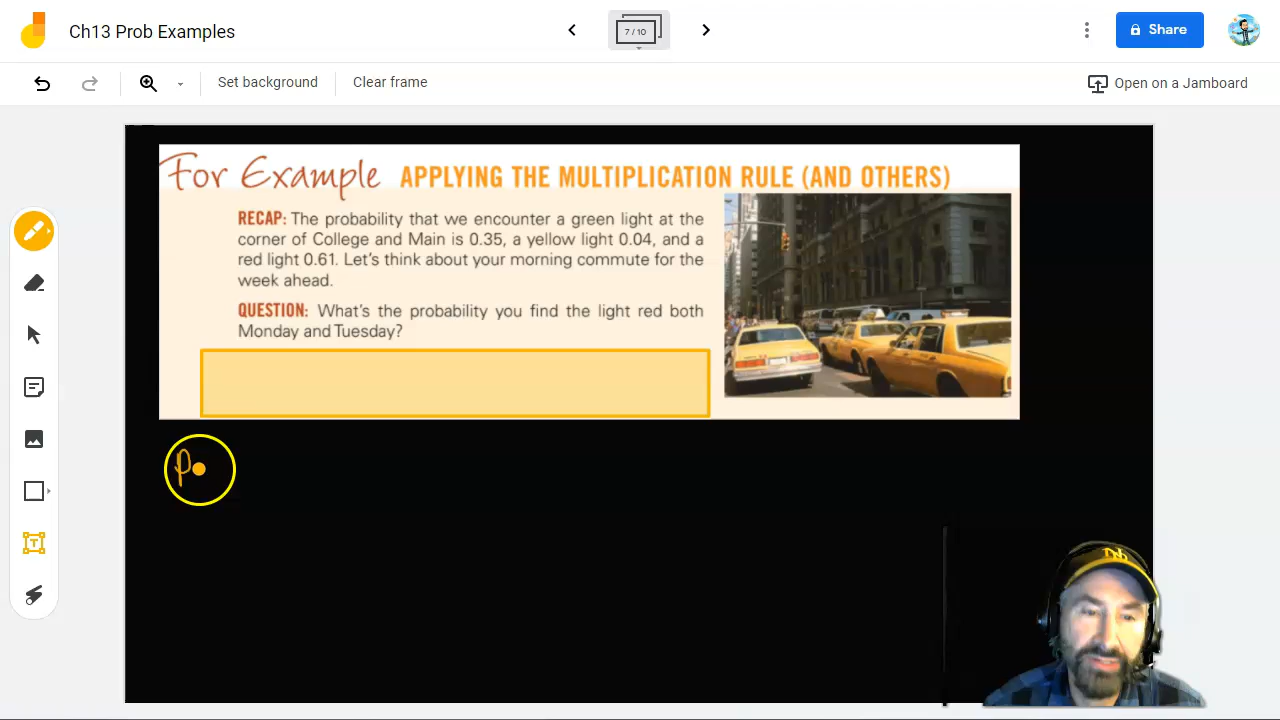 Ch13 Prob Examples
7 / 10
Share
Set background
Clear frame
Open on a Jamboard
For Example APPLYING THE MULTIPLICATION RULE (AND OTHERS)
RECAP: The probability that we encounter a green light at the
corner of College and Main is 0.35, a yellow light 0.04, and a
red light 0.61. Let's think about your morning commute for the
week ahead.
QUESTION: What's the probability you find the light red both
Monday and Tuesday?
P
T